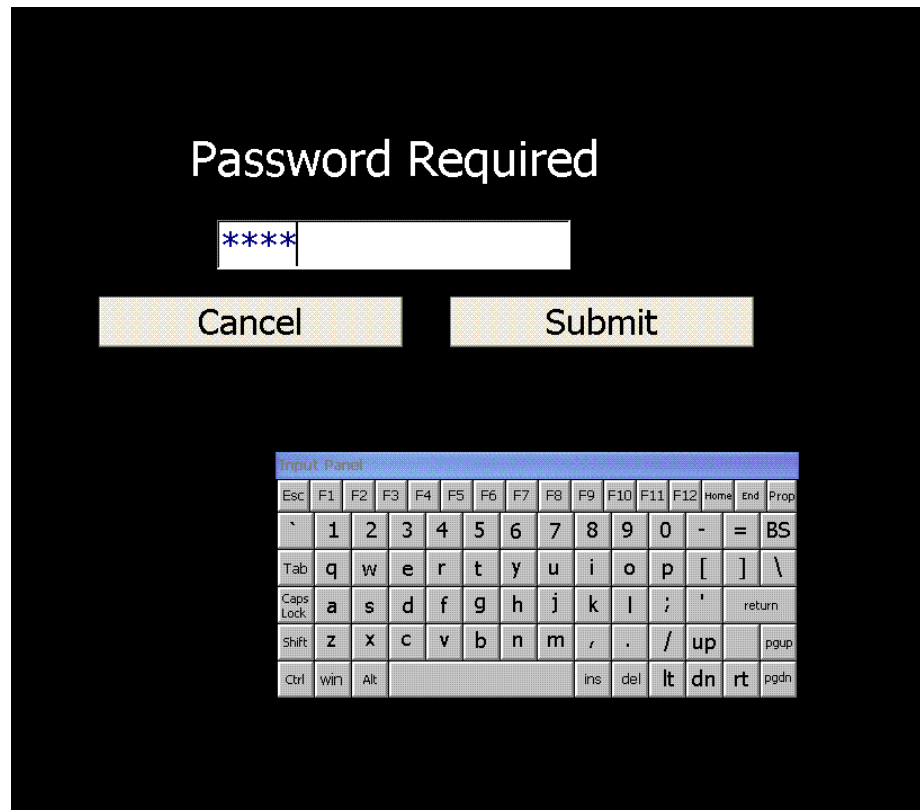 Password Required
****
Cancel Submit
Input Panel
Esc F1 F2 F3 F4 F5 F6 F7 F8 F9 F10 F11 F12 Home End Prop
` 1 2 3 4 5 6 7 8 9 0 - = BS
Tab q w e r t y u i o p [ ] \
Caps Lock a s d f g h j k l ; ' return
Shift z x c v b n m , . / up pgup
Ctrl win Alt ins del lt dn rt pgdn